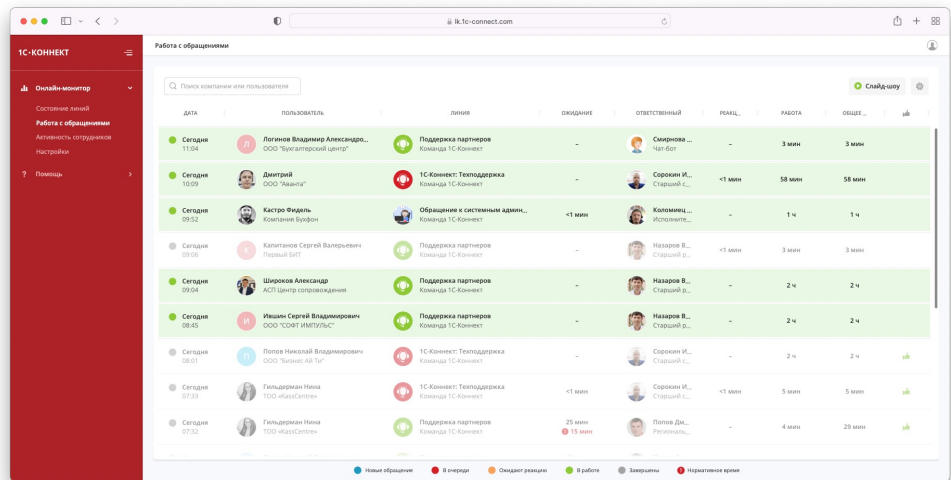 lk.1c-connect.com
1С·КОННЕКТ
Работа с обращениями
Онлайн-монитор
Состояние линий
Работа с обращениями
Активность сотрудников
Настройки
? Помощь
Поиск компании или пользователя
Слайд-шоу
ДАТА ПОЛЬЗОВАТЕЛЬ ЛИНИЯ ОЖИДАНИЕ ОТВЕТСТВЕННЫЙ РЕАКЦ... РАБОТА ОБЩЕЕ ...
Сегодня Логинов Владимир Александро... Поддержка партнеров – Смирнова ... – 3 мин 3 мин
11:04 Л ООО "Бухгалтерский центр" Команда 1С-Коннект Чат-бот
Сегодня Дмитрий 1С-Коннект: Техподдержка – Сорокин И... <1 мин 58 мин 58 мин
10:09 ООО "Аванта" Команда 1С-Коннект Старший с...
Сегодня Кастро Фидель Обращение к системным админ... <1 мин Коломиец ... – 1 ч 1 ч
09:52 Компания Бухфон Команда 1С-Коннект Исполните...
Сегодня Капитанов Сергей Валерьевич Поддержка партнеров – Назаров В... <1 мин 3 мин 3 мин
09:06 К Первый БИТ Команда 1С-Коннект Старший р...
Сегодня Широков Александр Поддержка партнеров – Назаров В... – 2 ч 2 ч
09:04 АСП Центр сопровождения Команда 1С-Коннект Старший р...
Сегодня Ившин Сергей Владимирович Поддержка партнеров – Назаров В... – 2 ч 2 ч
08:45 И ООО "СОФТ ИМПУЛЬС" Команда 1С-Коннект Старший р...
Сегодня Попов Николай Владимирович 1С-Коннект: Техподдержка – Сорокин И... – 2 ч 2 ч
08:01 П ООО "Бизнес Ай Ти" Команда 1С-Коннект Старший с...
Сегодня Гильдерман Нина 1С-Коннект: Техподдержка <1 мин Сорокин И... <1 мин 5 мин 5 мин
07:33 ТОО «KassCentre» Команда 1С-Коннект Старший с...
Сегодня Гильдерман Нина Поддержка партнеров 25 мин Попов Дм... – 4 мин 29 мин
07:32 ТОО «KassCentre» Команда 1С-Коннект 15 мин Региональ...
Новые обращение В очереди Ожидают реакцию В работе Завершены Нормативное время